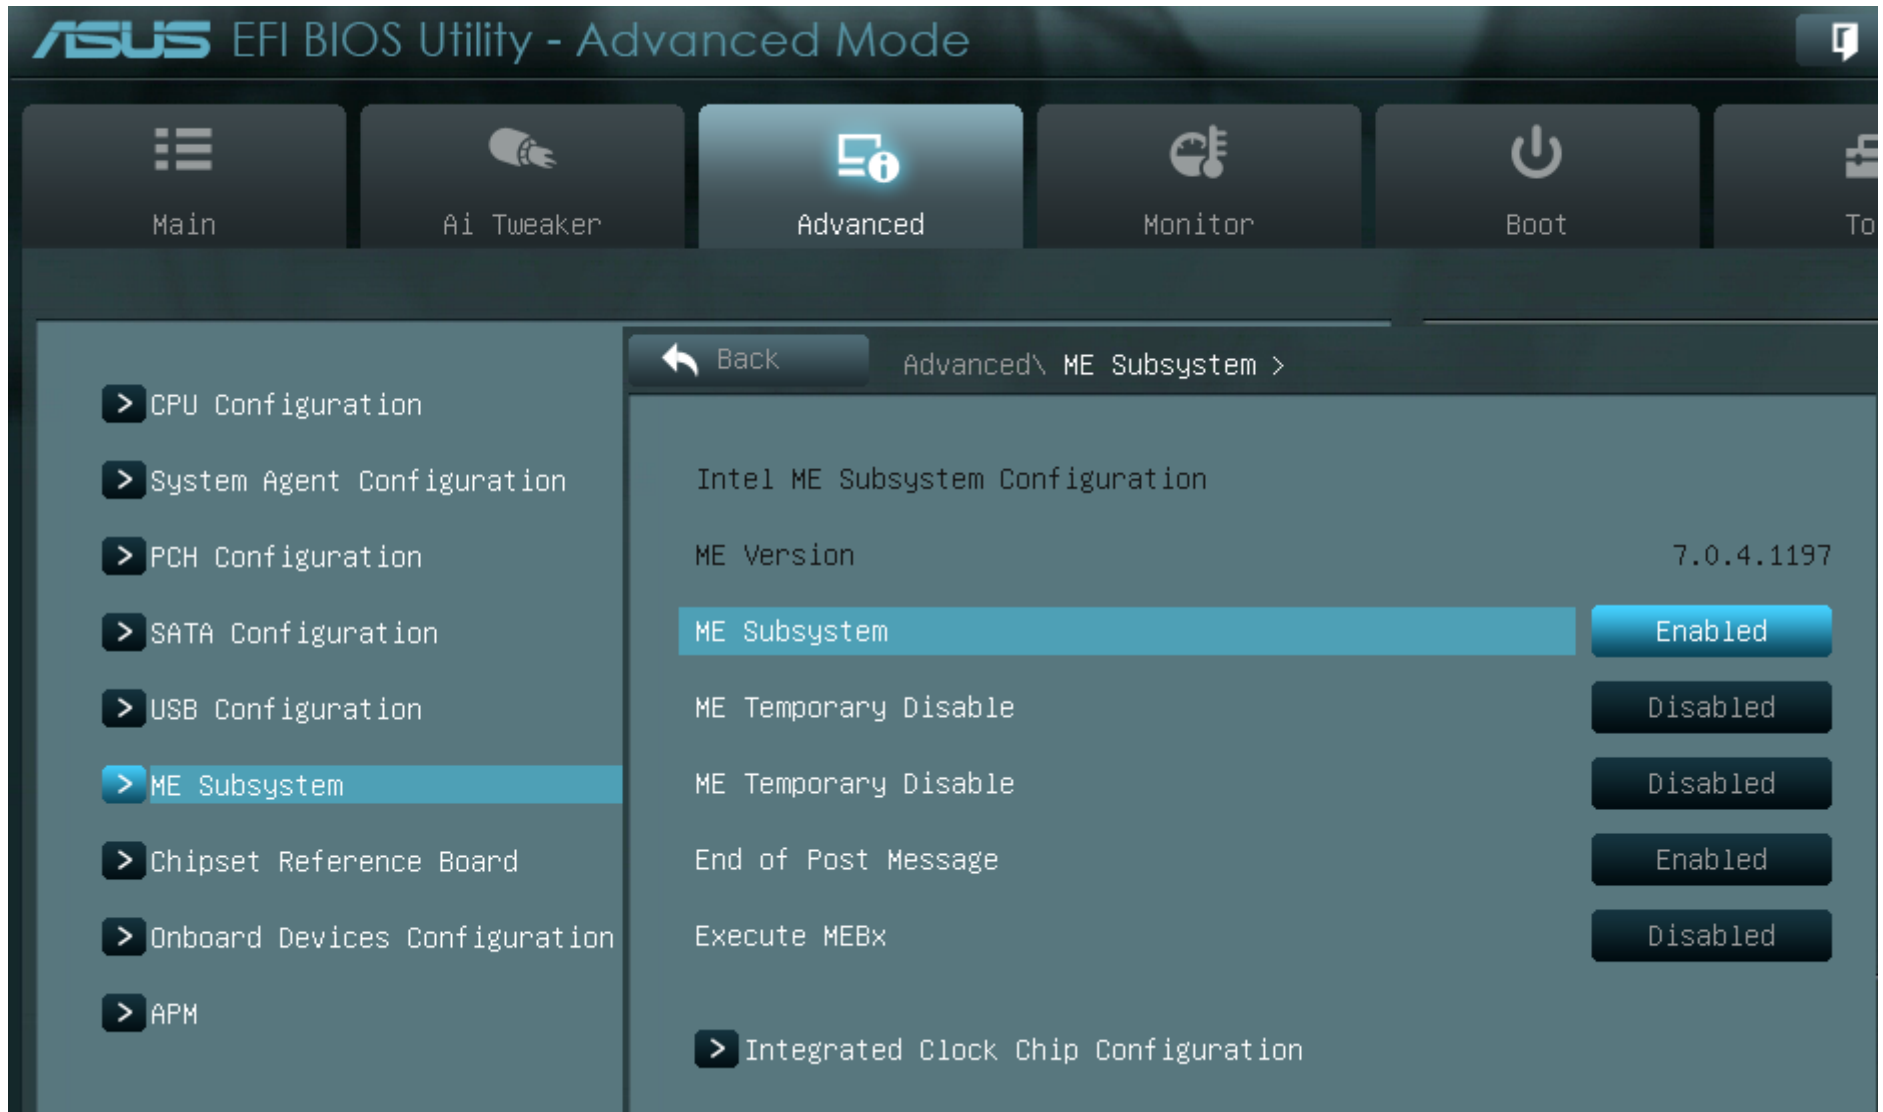 ASUS EFI BIOS Utility - Advanced Mode
Main
Ai Tweaker
Advanced
Monitor
Boot
To
Back
Advanced\ ME Subsystem >
CPU Configuration
System Agent Configuration
PCH Configuration
SATA Configuration
USB Configuration
ME Subsystem
Chipset Reference Board
Onboard Devices Configuration
APM
Intel ME Subsystem Configuration
ME Version 7.0.4.1197
ME Subsystem Enabled
ME Temporary Disable Disabled
ME Temporary Disable Disabled
End of Post Message Enabled
Execute MEBx Disabled
Integrated Clock Chip Configuration